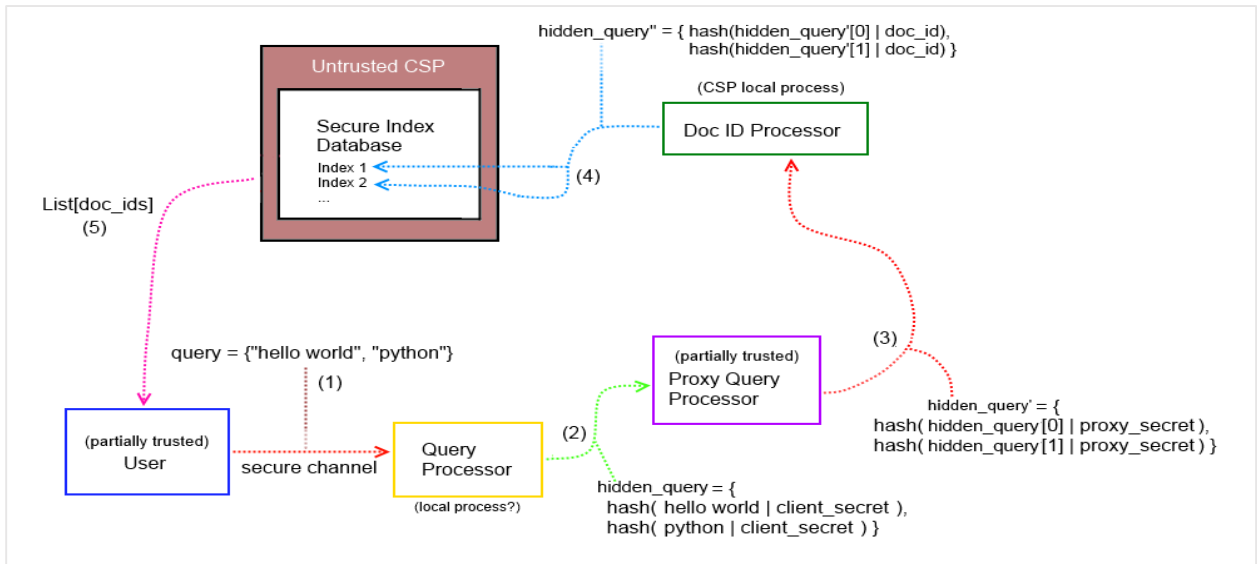 hidden_query" = { hash(hidden_query'[0] | doc_id),
hash(hidden_query'[1] | doc_id) }
Untrusted CSP
(CSP local process)
Secure Index
Database
Index 1
Index 2
...
Doc ID Processor
(4)
List[doc_ids]
(5)
query = {"hello world", "python"}
(1)
(partially trusted)
User
secure channel
Query
Processor
(local process?)
(2)
hidden_query = {
hash( hello world | client_secret ),
hash( python | client_secret ) }
(partially trusted)
Proxy Query
Processor
(3)
hidden_query' = {
hash( hidden_query[0] | proxy_secret ),
hash( hidden_query[1] | proxy_secret ) }